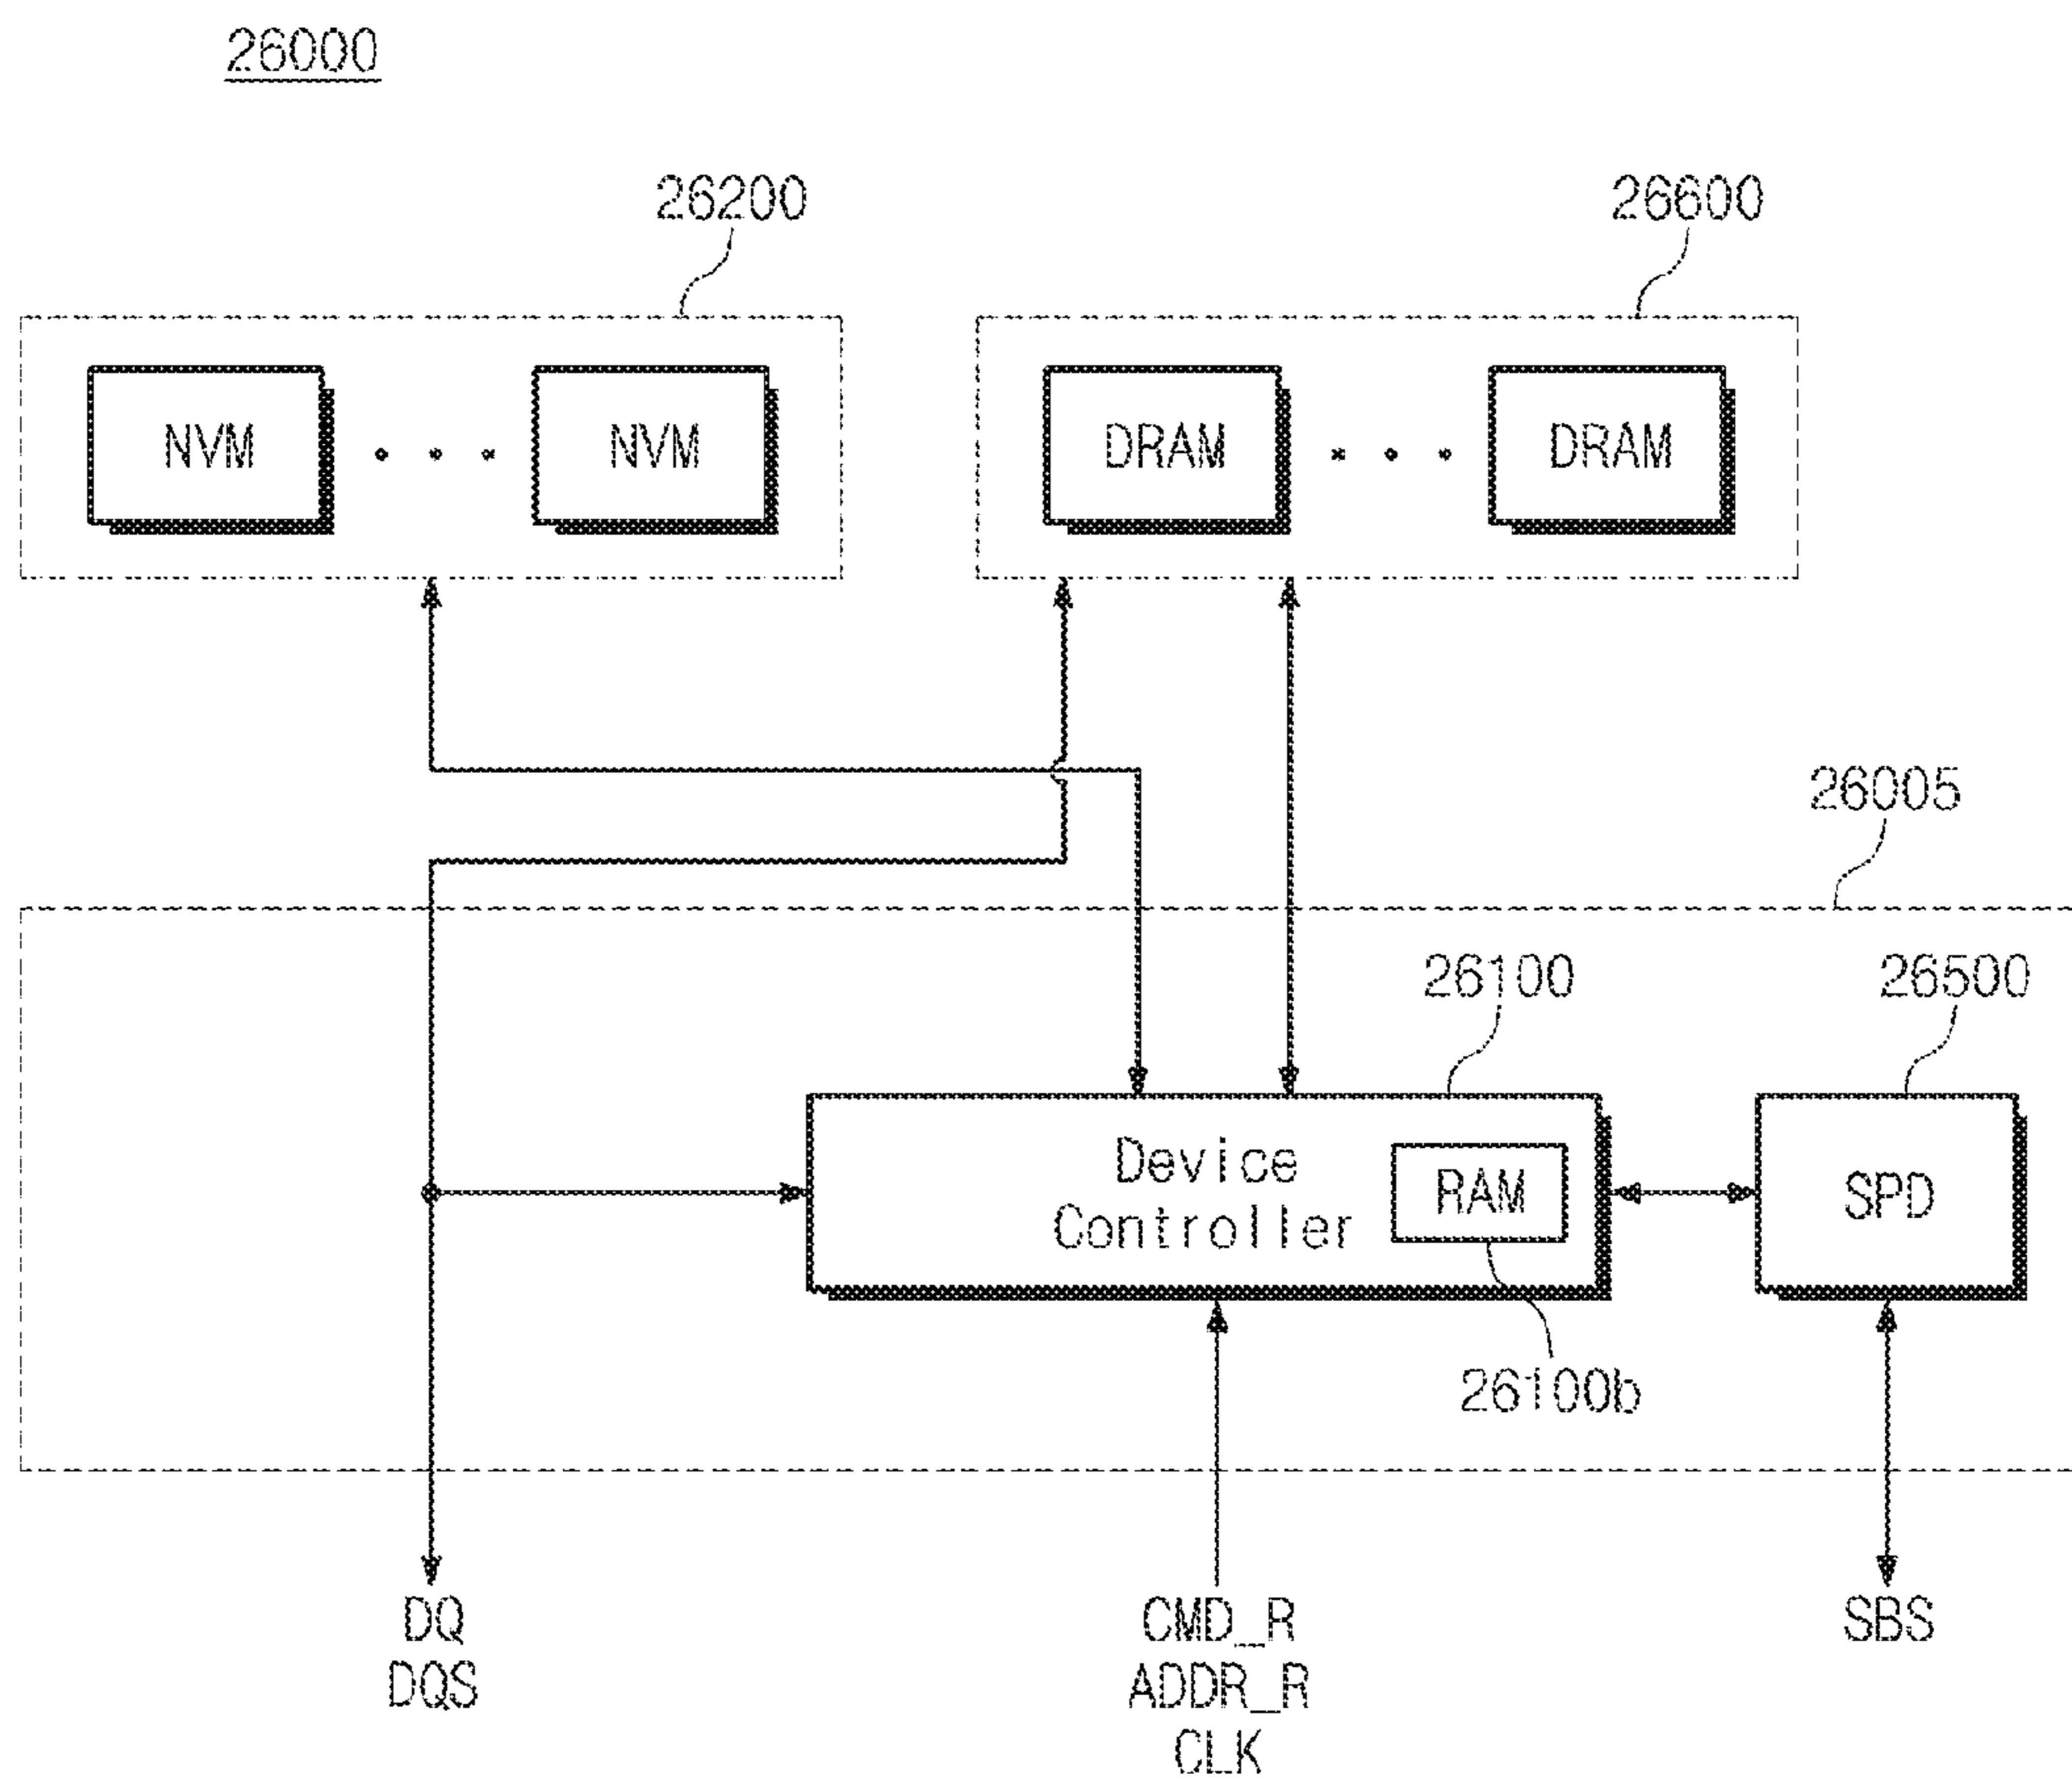 26000
26200
26600
NVM
NVM
DRAM
DRAM
26005
26100
26500
Device
Controller
RAM
SPD
26100b
DQ
DQS
CMD_R
ADDR_R
CLK
SBS